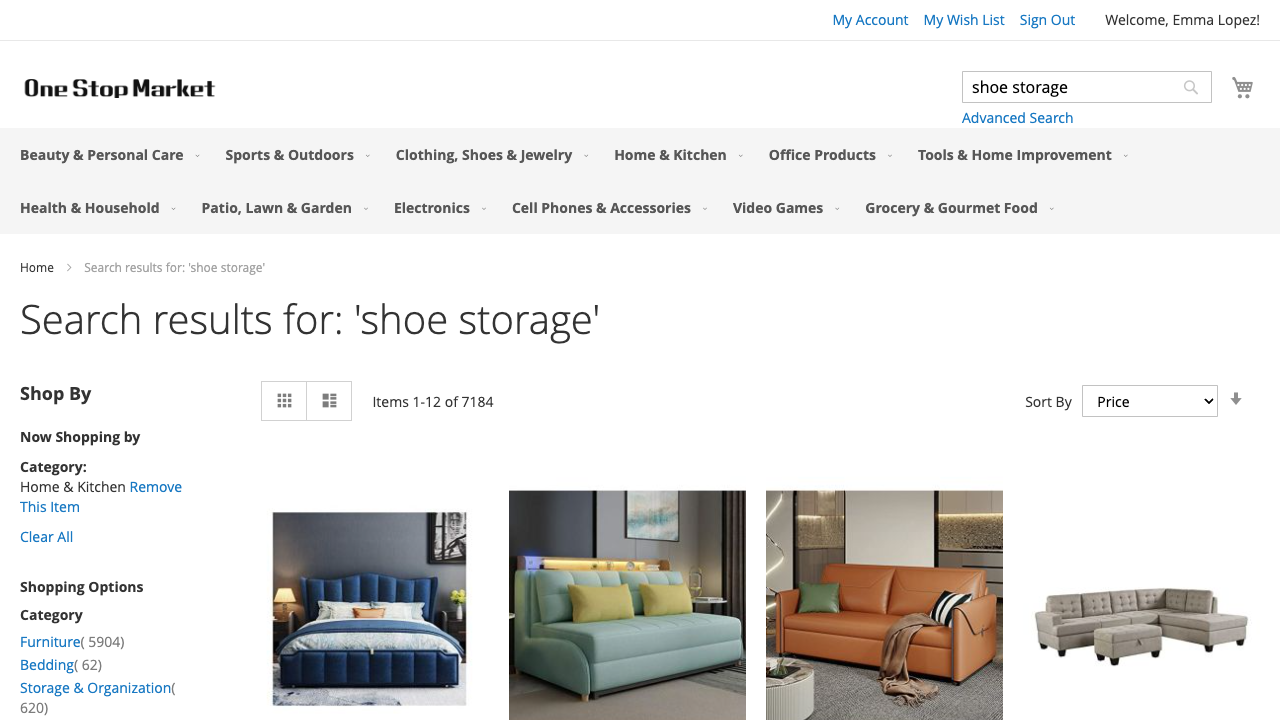 My Account My Wish List Sign Out Welcome, Emma Lopez!
One Stop Market
shoe storage
Advanced Search
Beauty & Personal Care Sports & Outdoors Clothing, Shoes & Jewelry Home & Kitchen Office Products Tools & Home Improvement
Health & Household Patio, Lawn & Garden Electronics Cell Phones & Accessories Video Games Grocery & Gourmet Food
Home Search results for: 'shoe storage'
Search results for: 'shoe storage'
Shop By
Items 1-12 of 7184
Sort By Price
Now Shopping by
Category:
Home & Kitchen Remove
This Item
Clear All
Shopping Options
Category
Furniture( 5904)
Bedding( 62)
Storage & Organization(
620)